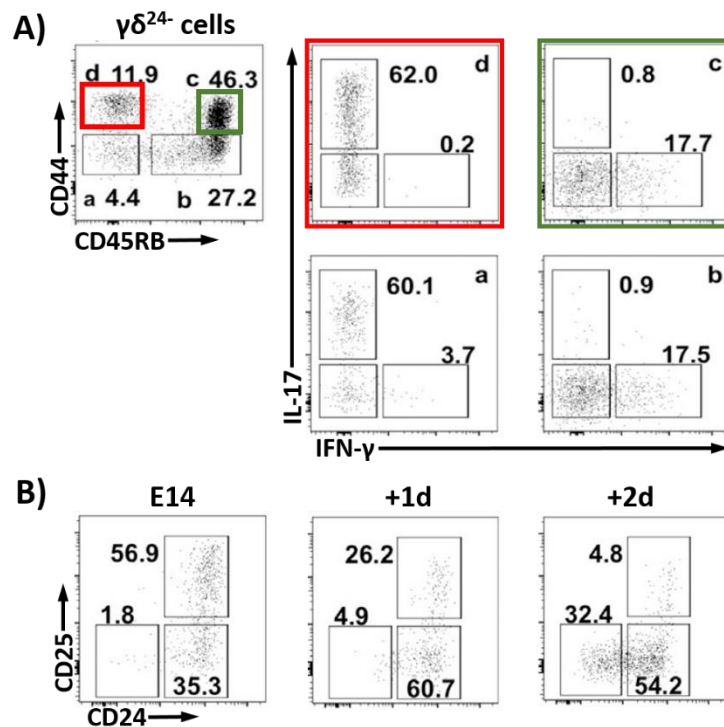 A)
γδ²⁴⁻ cells
d 11.9 c 46.3
a 4.4 b 27.2
CD44
CD45RB
d
62.0
0.2
c
0.8
17.7
a
60.1
3.7
b
0.9
17.5
IL-17
IFN-γ
B)
E14 +1d +2d
56.9
1.8
35.3
26.2
4.9
60.7
4.8
32.4
54.2
CD25
CD24